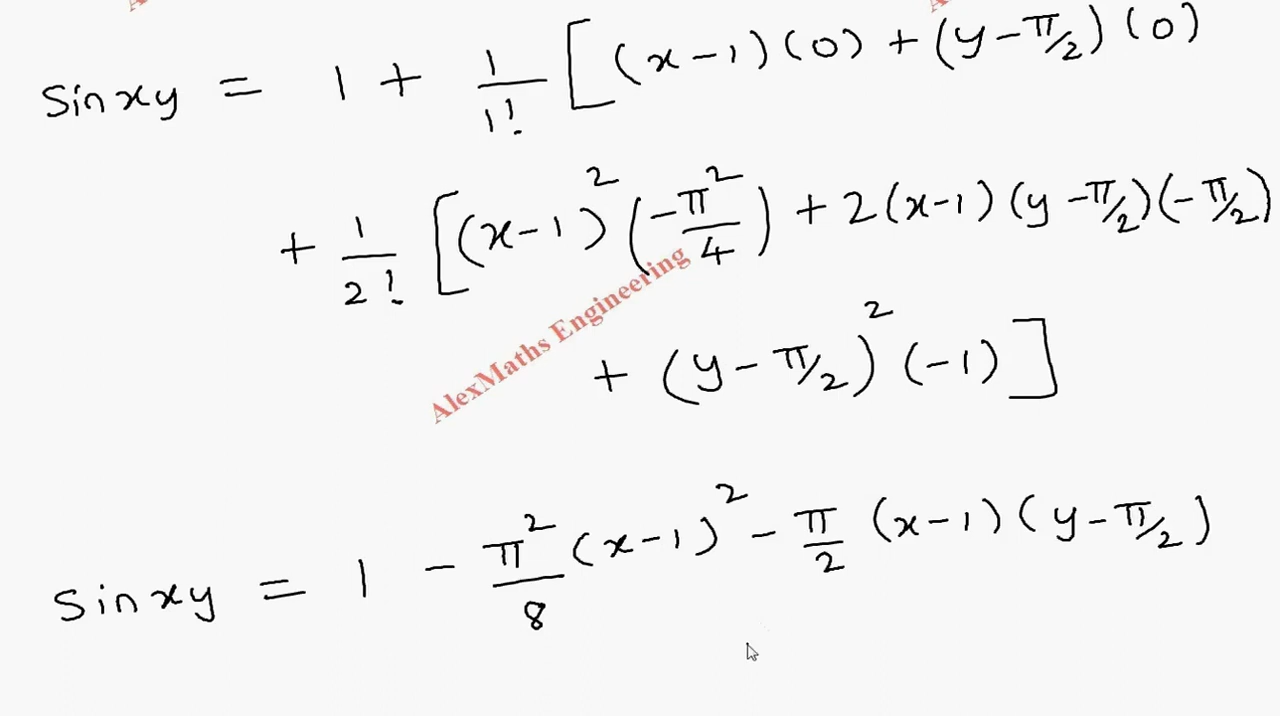 Sin xy = 1 + 1/1! [(x-1)(0) + (y-π/2)(0)
+ 1/2! [(x-1)² (-π²/4) + 2(x-1)(y-π/2)(-π/2)
+ (y-π/2)² (-1)]
AlexMaths Engineering
Sin xy = 1 - π²/8 (x-1)² - π/2 (x-1)(y-π/2)